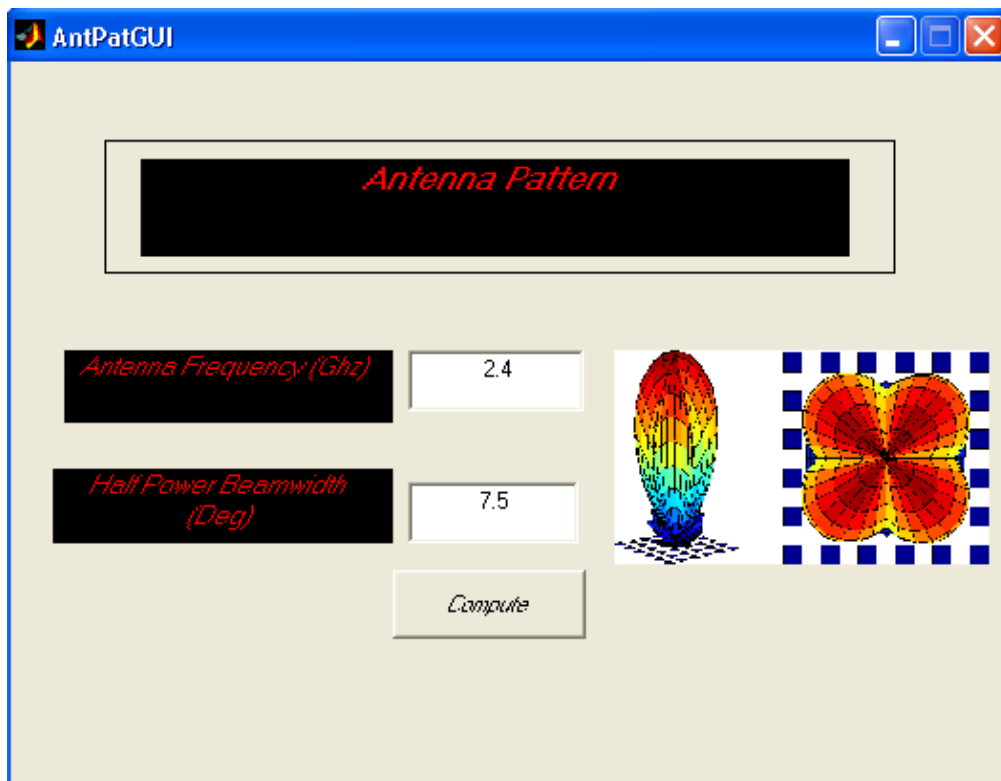 AntPatGUI
Antenna Pattern
Antenna Frequency (Ghz)
2.4
Half Power Beamwidth
(Deg)
7.5
Compute